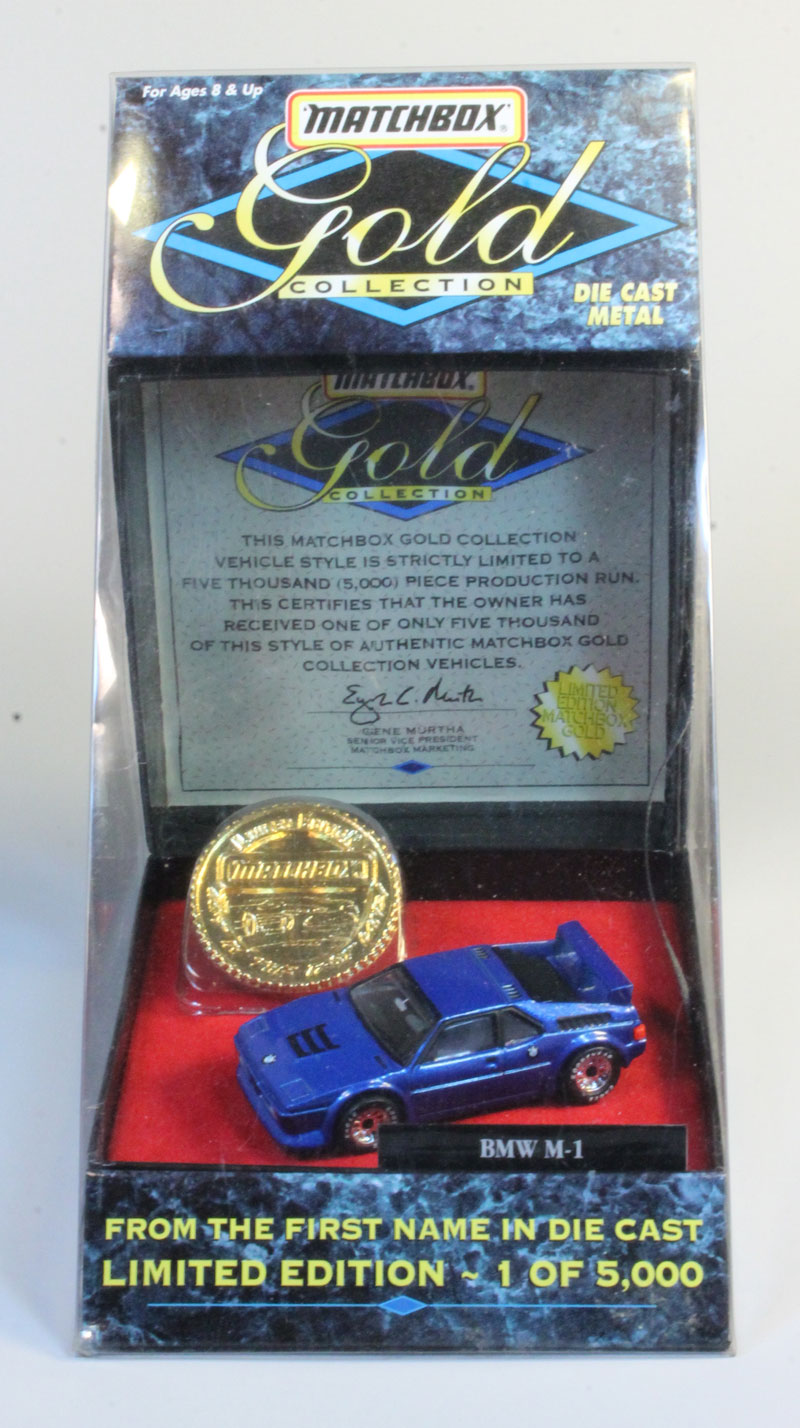 For Ages 8 & Up
MATCHBOX®
Gold
COLLECTION
DIE CAST
METAL
MATCHBOX®
Gold
COLLECTION
THIS MATCHBOX GOLD COLLECTION
VEHICLE STYLE IS STRICTLY LIMITED TO A
FIVE THOUSAND (5,000) PIECE PRODUCTION RUN.
THIS CERTIFIES THAT THE OWNER HAS
RECEIVED ONE OF ONLY FIVE THOUSAND
OF THIS STYLE OF AUTHENTIC MATCHBOX GOLD
COLLECTION VEHICLES.
GENE MURTHA
SENIOR VICE PRESIDENT
MATCHBOX MARKETING
LIMITED
EDITION
MATCHBOX
GOLD
MATCHBOX
BMW M-1
FROM THE FIRST NAME IN DIE CAST
LIMITED EDITION ~ 1 OF 5,000